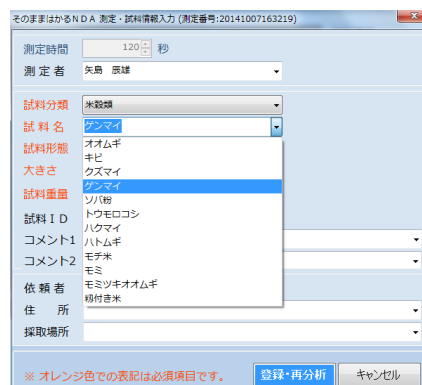 そのままはかるNDA 測定・試料情報入力 (測定番号:20141007163219)
測定時間 120 秒
測 定 者 矢島 辰雄
試料分類 米穀類
試 料 名 ゲンマイ
試料形態
大きさ
試料重量
試料ID
コメント1
コメント2
オオムギ
キビ
クズマイ
ゲンマイ
ソバ粉
トウモロコシ
ハクマイ
ハトムギ
モチ米
モミ
モミツキオオムギ
籾付き米
依 頼 者
住 所
採取場所
※ オレンジ色での表記は必須項目です。 登録・再分析 キャンセル